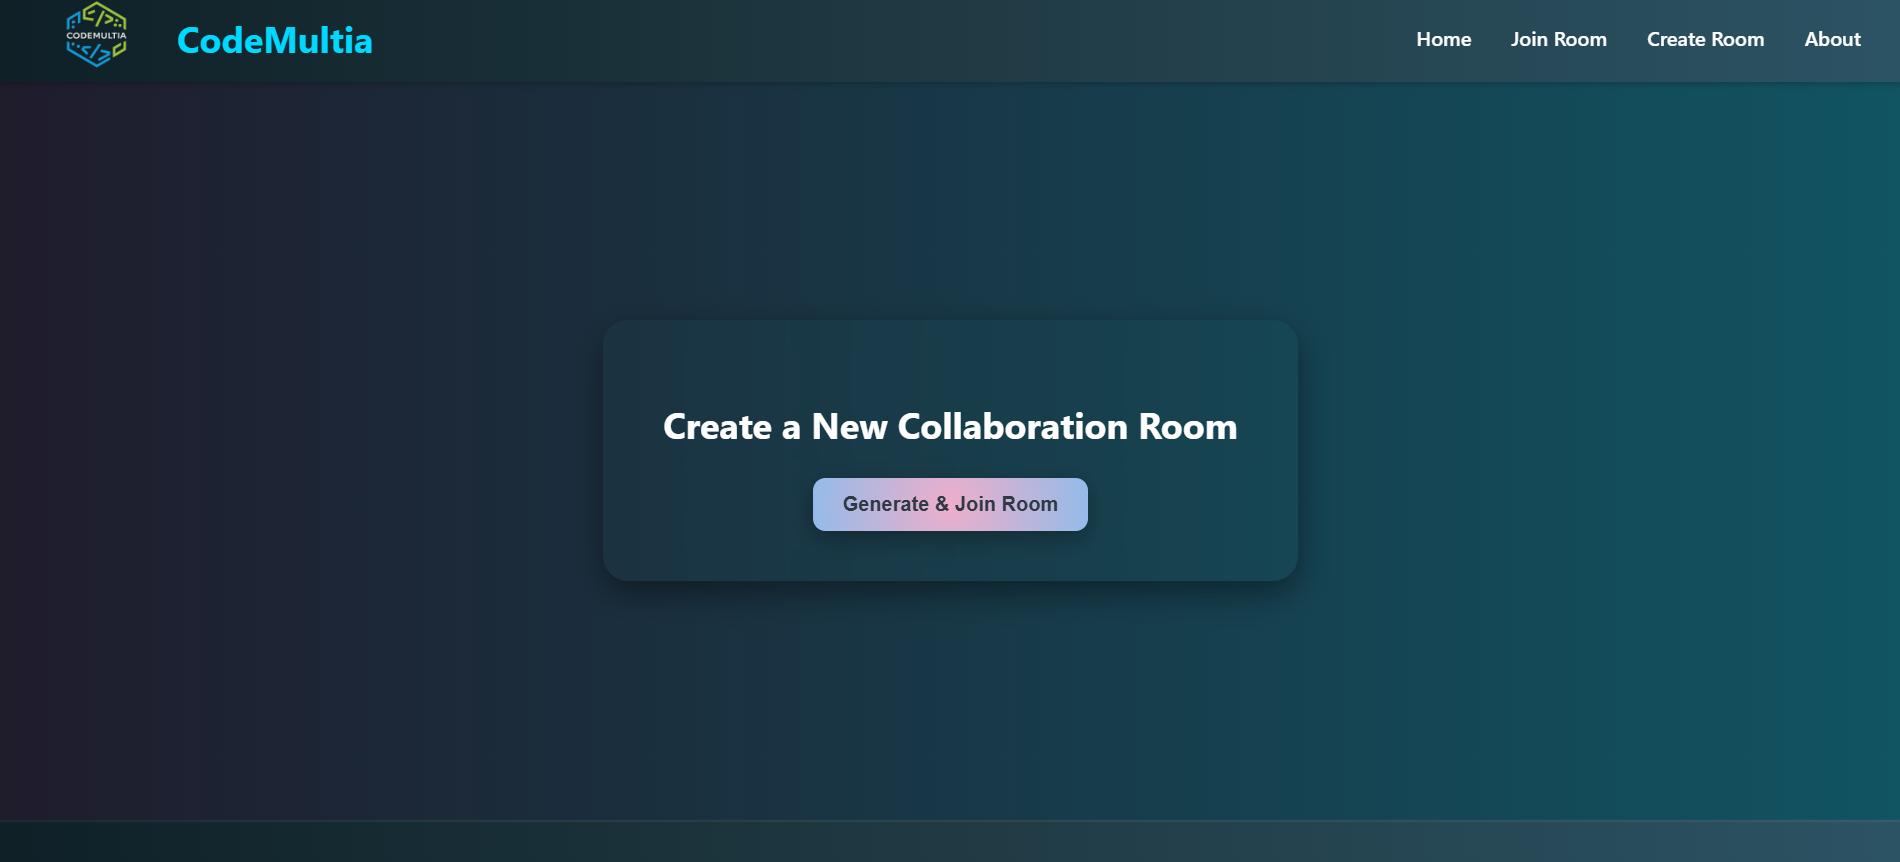 CODEMULTIA
CodeMultia
Home
Join Room
Create Room
About
Create a New Collaboration Room
Generate & Join Room